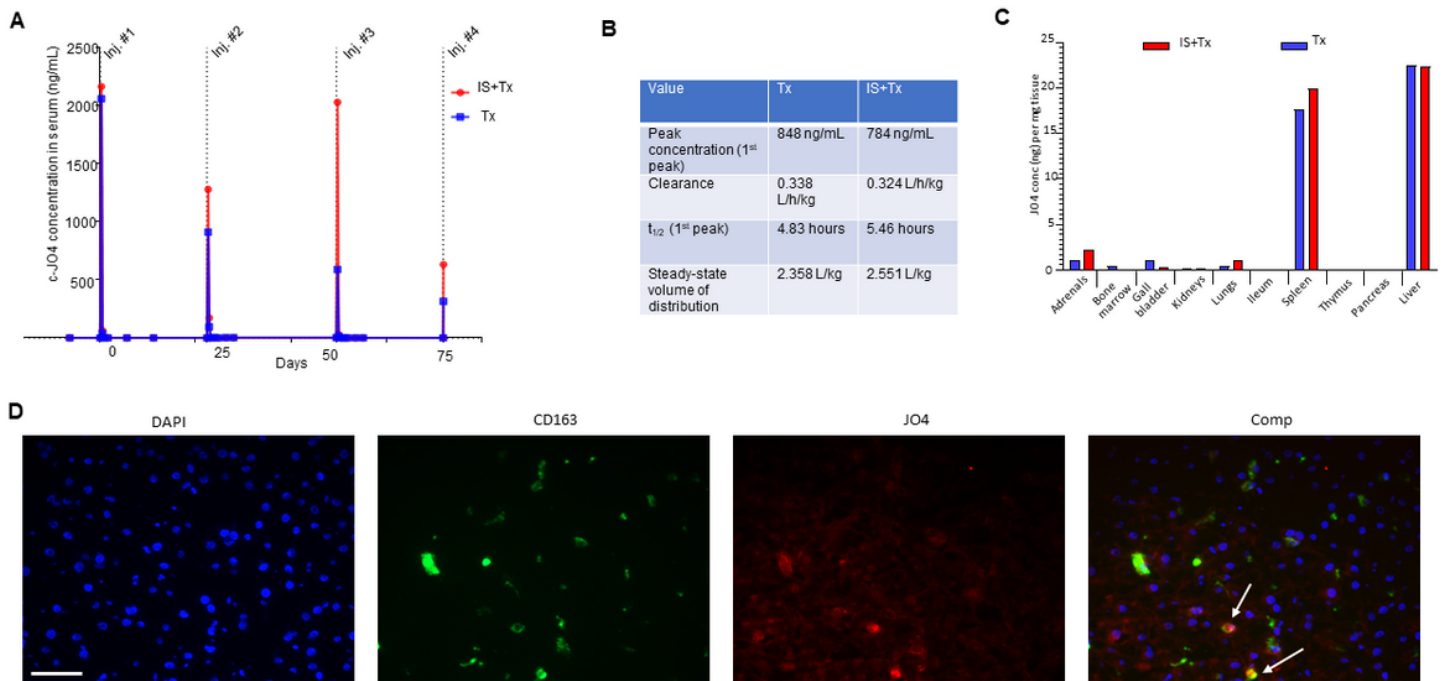 A
Inj. #1
Inj. #2
Inj. #3
Inj. #4
c-JO4 concentration in serum (ng/mL)
2500
2000
1500
1000
500
IS+Tx
Tx
0
25
50
75
Days
B
Value Tx IS+Tx
Peak 848 ng/mL 784 ng/mL
concentration (1st
peak)
Clearance 0.338 0.324 L/h/kg
L/h/kg
t1/2 (1st peak) 4.83 hours 5.46 hours
Steady-state 2.358 L/kg 2.551 L/kg
volume of
distribution
C
IS+Tx
Tx
JO4 conc (ng) per mg tissue
25
20
15
10
5
0
Adrenals
Bone
marrow
Gall
bladder
Kidneys
Lungs
Ileum
Spleen
Thymus
Pancreas
Liver
D
DAPI
CD163
JO4
Comp